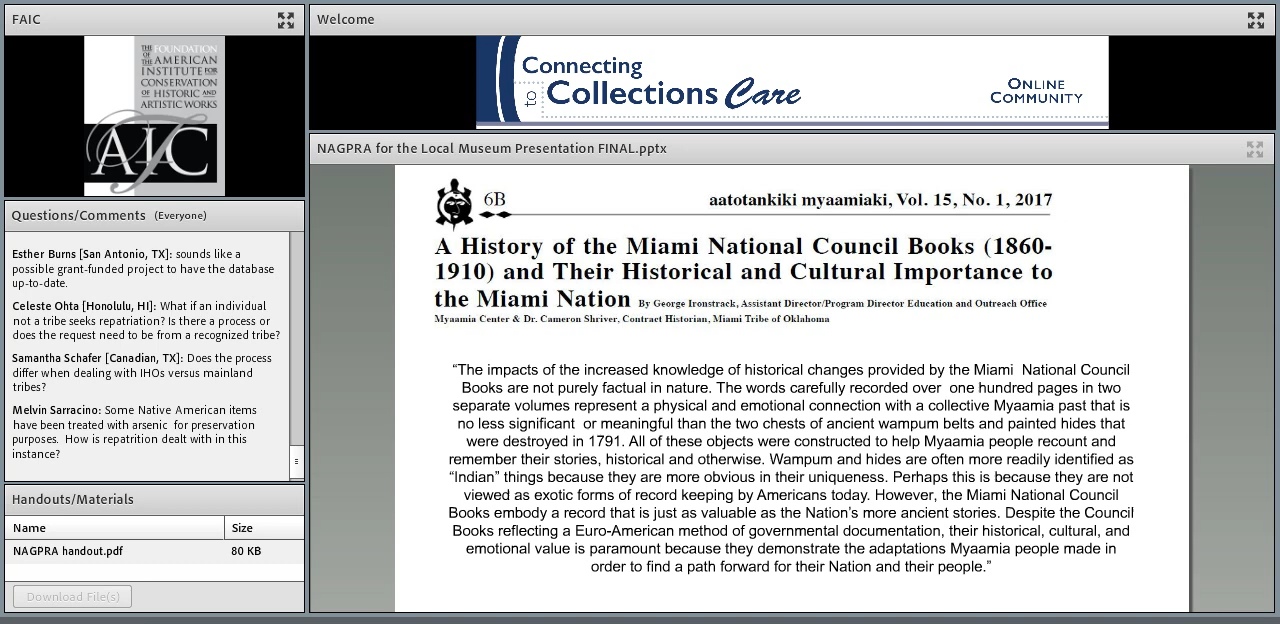 FAIC
THE FOUNDATION
OF THE AMERICAN
INSTITUTE FOR
CONSERVATION
OF HISTORIC AND
ARTISTIC WORKS
AIC
Questions/Comments (Everyone)
Esther Burns [San Antonio, TX]: sounds like a
possible grant-funded project to have the database
up-to-date.
Celeste Ohta [Honolulu, HI]: What if an individual
not a tribe seeks repatriation? Is there a process or
does the request need to be from a recognized tribe?
Samantha Schafer [Canadian, TX]: Does the process
differ when dealing with IHOs versus mainland
tribes?
Melvin Sarracino: Some Native American items
have been treated with arsenic for preservation
purposes. How is repatrition dealt with in this
instance?
Handouts/Materials
Name Size
NAGPRA handout.pdf 80 KB
Download File(s)
Welcome
Connecting
to Collections Care
ONLINE
COMMUNITY
NAGPRA for the Local Museum Presentation FINAL.pptx
6B aatotankiki myaamiaki, Vol. 15, No. 1, 2017
A History of the Miami National Council Books (1860-
1910) and Their Historical and Cultural Importance to
the Miami Nation By George Ironstrack, Assistant Director/Program Director Education and Outreach Office
Myaamia Center & Dr. Cameron Shriver, Contract Historian, Miami Tribe of Oklahoma
“The impacts of the increased knowledge of historical changes provided by the Miami National Council
Books are not purely factual in nature. The words carefully recorded over one hundred pages in two
separate volumes represent a physical and emotional connection with a collective Myaamia past that is
no less significant or meaningful than the two chests of ancient wampum belts and painted hides that
were destroyed in 1791. All of these objects were constructed to help Myaamia people recount and
remember their stories, historical and otherwise. Wampum and hides are often more readily identified as
“Indian” things because they are more obvious in their uniqueness. Perhaps this is because they are not
viewed as exotic forms of record keeping by Americans today. However, the Miami National Council
Books embody a record that is just as valuable as the Nation’s more ancient stories. Despite the Council
Books reflecting a Euro-American method of governmental documentation, their historical, cultural, and
emotional value is paramount because they demonstrate the adaptations Myaamia people made in
order to find a path forward for their Nation and their people.”